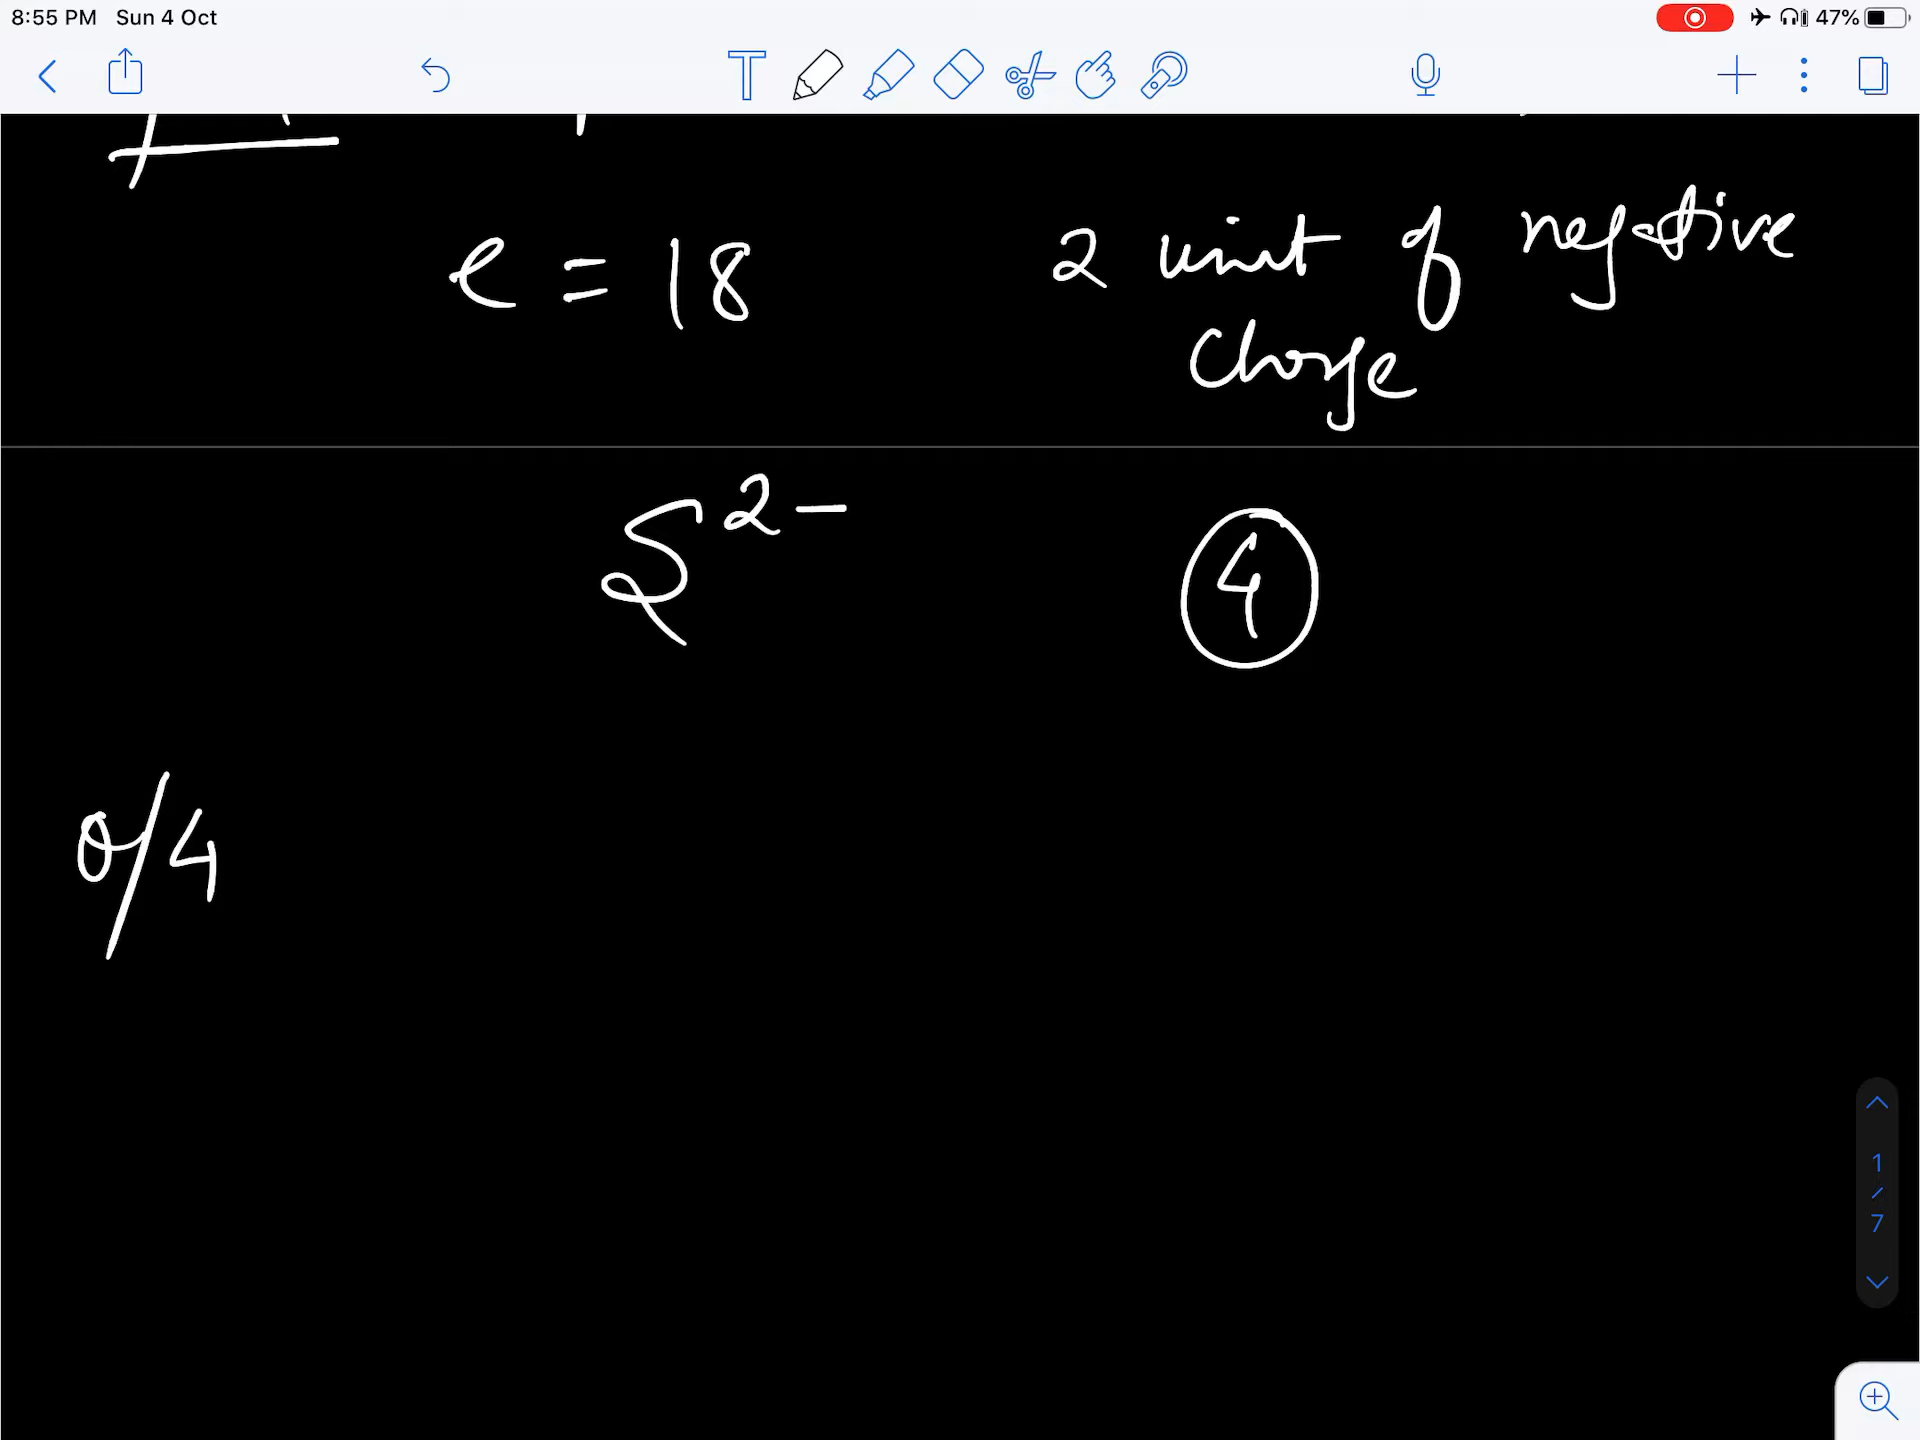 8:55 PM Sun 4 Oct
47%
T
e = 18
2 unit of negative
charge
S²⁻
4
Q/4
1
/
7